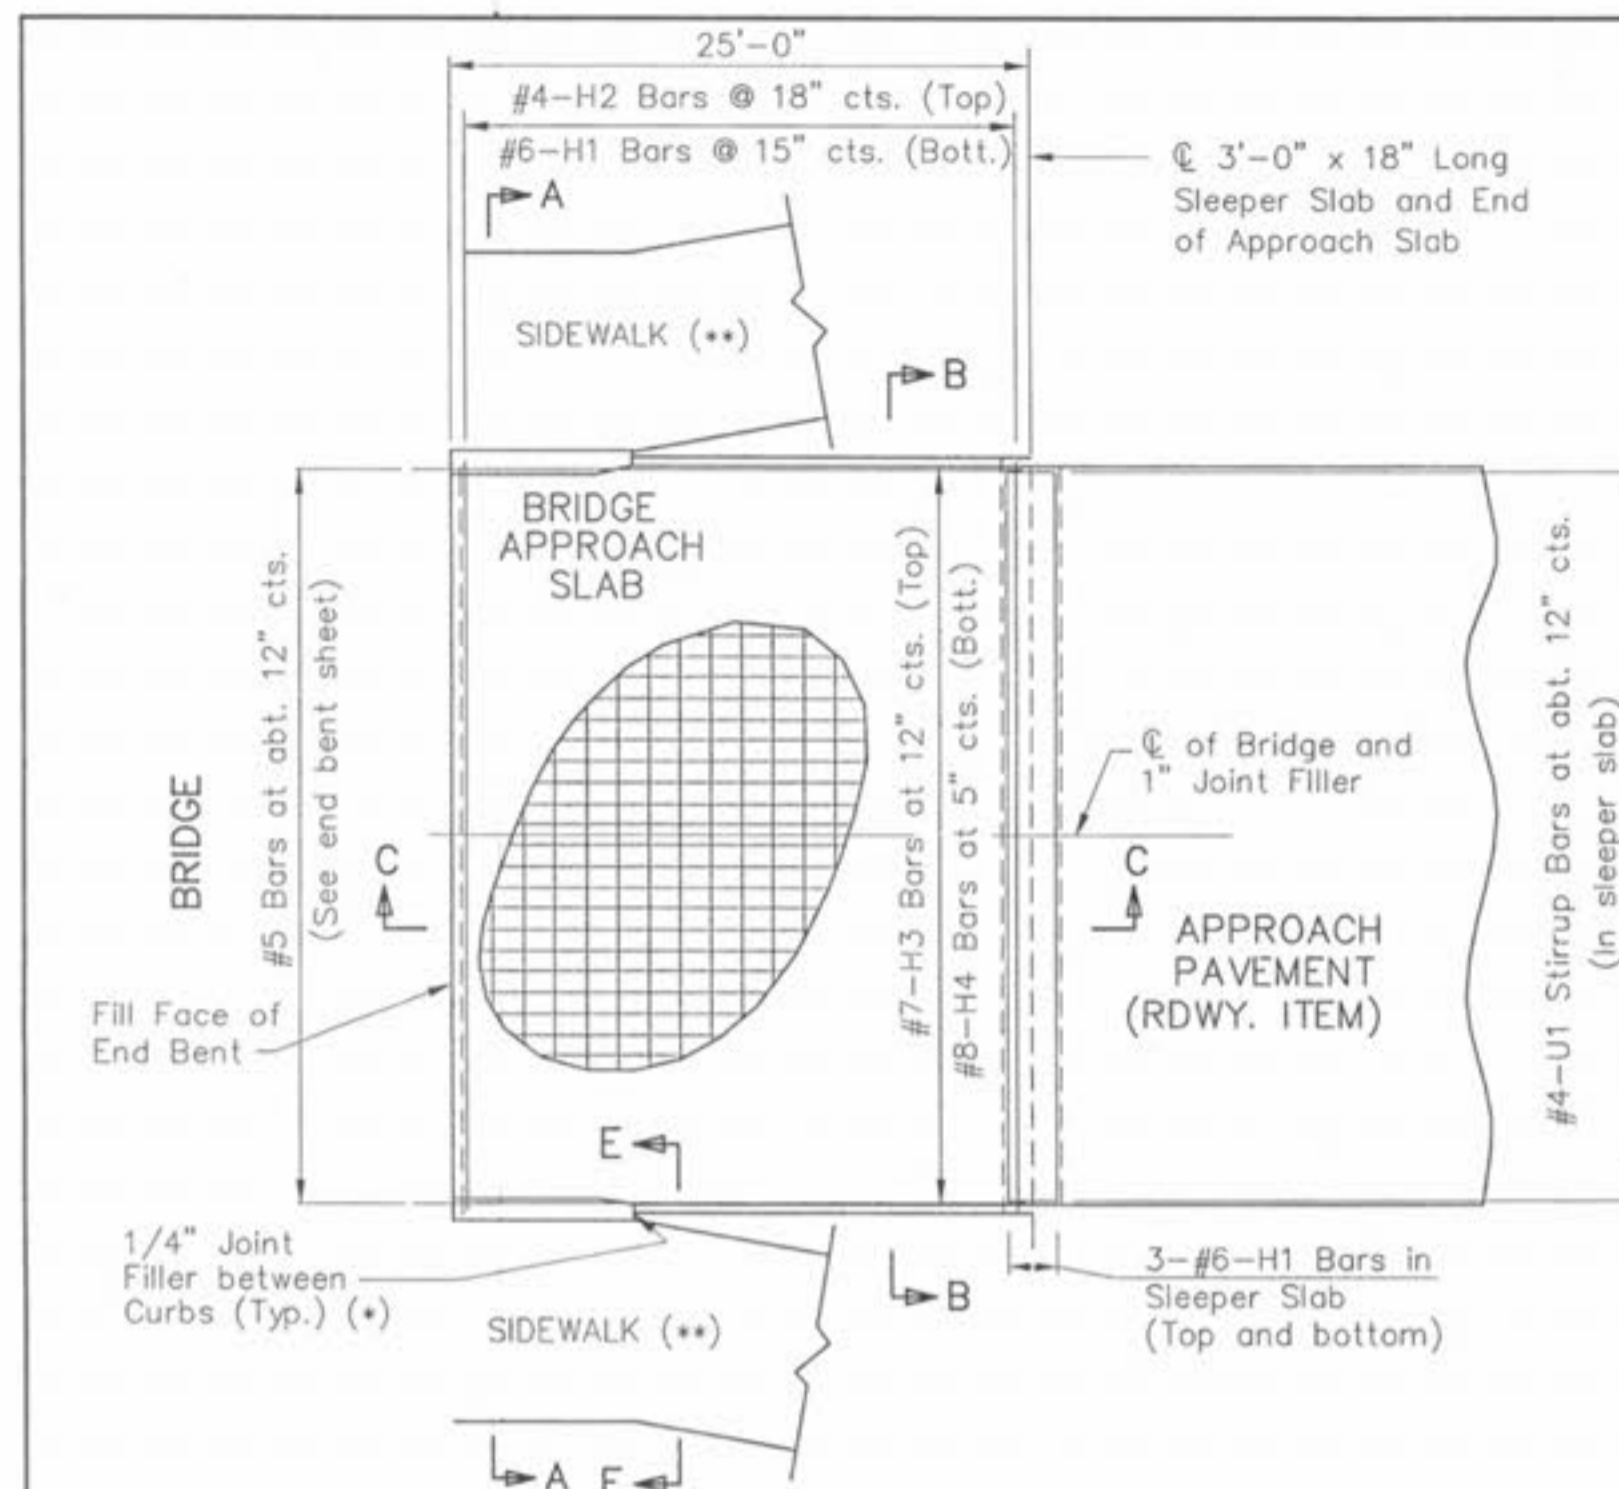 25'-0"
#4-H2 Bars @ 18" cts. (Top)
#6-H1 Bars @ 15" cts. (Bott.)
A
℄ 3'-0" x 18" Long
Sleeper Slab and End
of Approach Slab
SIDEWALK (**)
B
BRIDGE
APPROACH
SLAB
#5 Bars at abt. 12" cts.
(See end bent sheet)
BRIDGE
#7-H3 Bars at 12" cts. (Top)
#8-H4 Bars at 5" cts. (Bott.)
℄ of Bridge and
1" Joint Filler
#4-U1 Stirrup Bars at abt. 12" cts.
(In sleeper slab)
C
C
APPROACH
PAVEMENT
(RDWY. ITEM)
Fill Face of
End Bent
E
1/4" Joint
Filler between
Curbs (Typ.) (*)
B
3-#6-H1 Bars in
Sleeper Slab
(Top and bottom)
SIDEWALK (**)
A
E